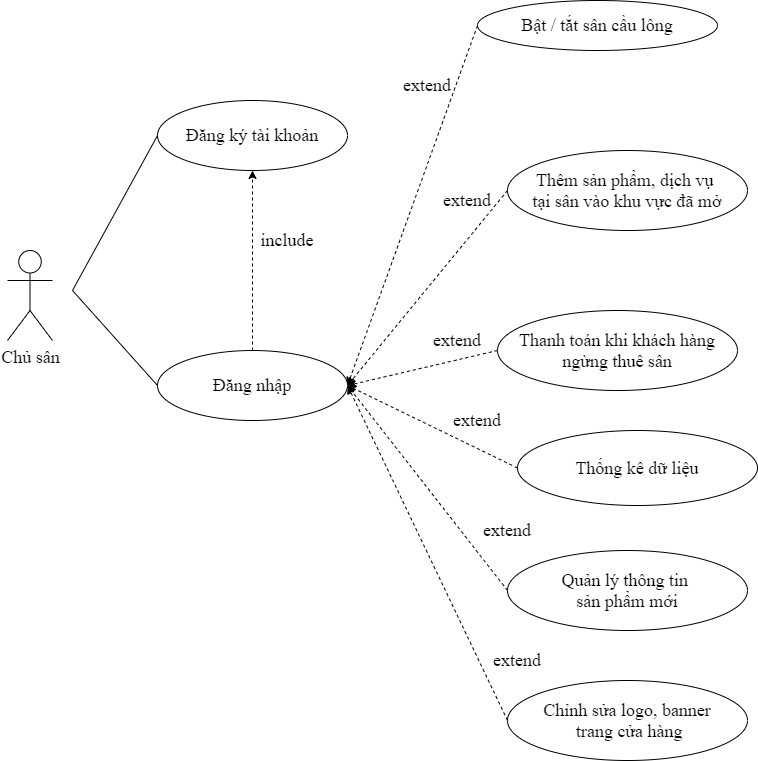 Bật / tắt sân cầu lông
extend
Đăng ký tài khoản
Thêm sản phẩm, dịch vụ
tại sân vào khu vực đã mở
extend
include
Chủ sân
Thanh toán khi khách hàng
ngừng thuê sân
extend
Đăng nhập
extend
Thống kê dữ liệu
extend
Quản lý thông tin
sản phẩm mới
extend
Chỉnh sửa logo, banner
trang cửa hàng